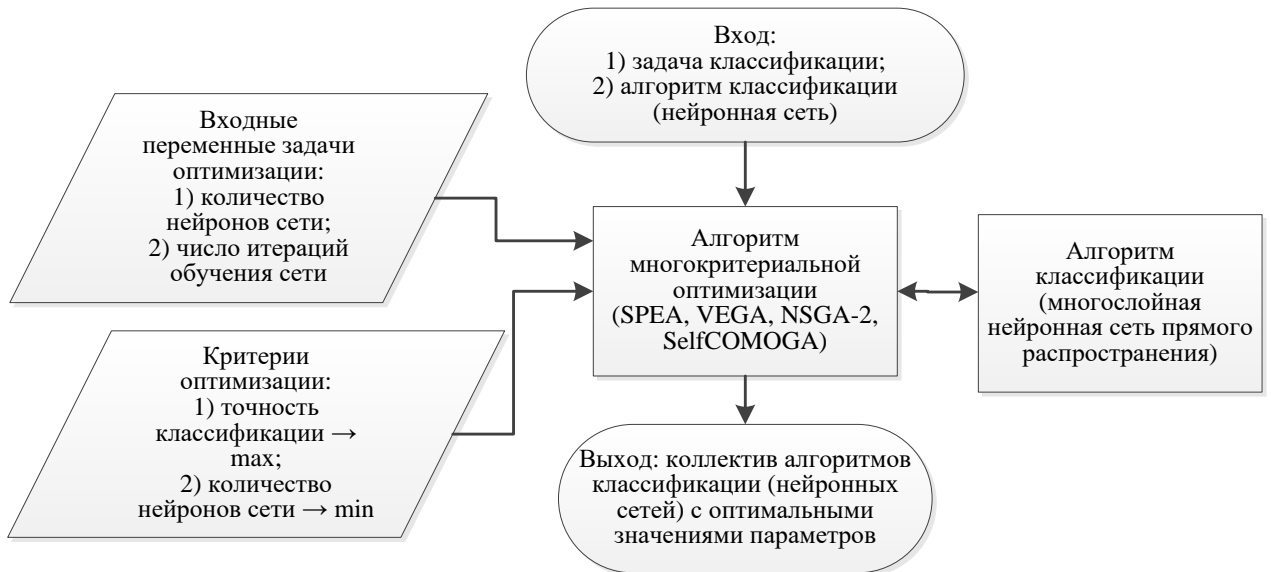 Вход:
1) задача классификации;
2) алгоритм классификации
(нейронная сеть)
Входные
переменные задачи
оптимизации:
1) количество
нейронов сети;
2) число итераций
обучения сети
Критерии
оптимизации:
1) точность
классификации → 
max;
2) количество
нейронов сети → min
Алгоритм
многокритериальной
оптимизации
(SPEA, VEGA, NSGA-2,
SelfCOMOGA)
Алгоритм
классификации
(многослойная
нейронная сеть прямого
распространения)
Выход: коллектив алгоритмов
классификации (нейронных
сетей) с оптимальными
значениями параметров